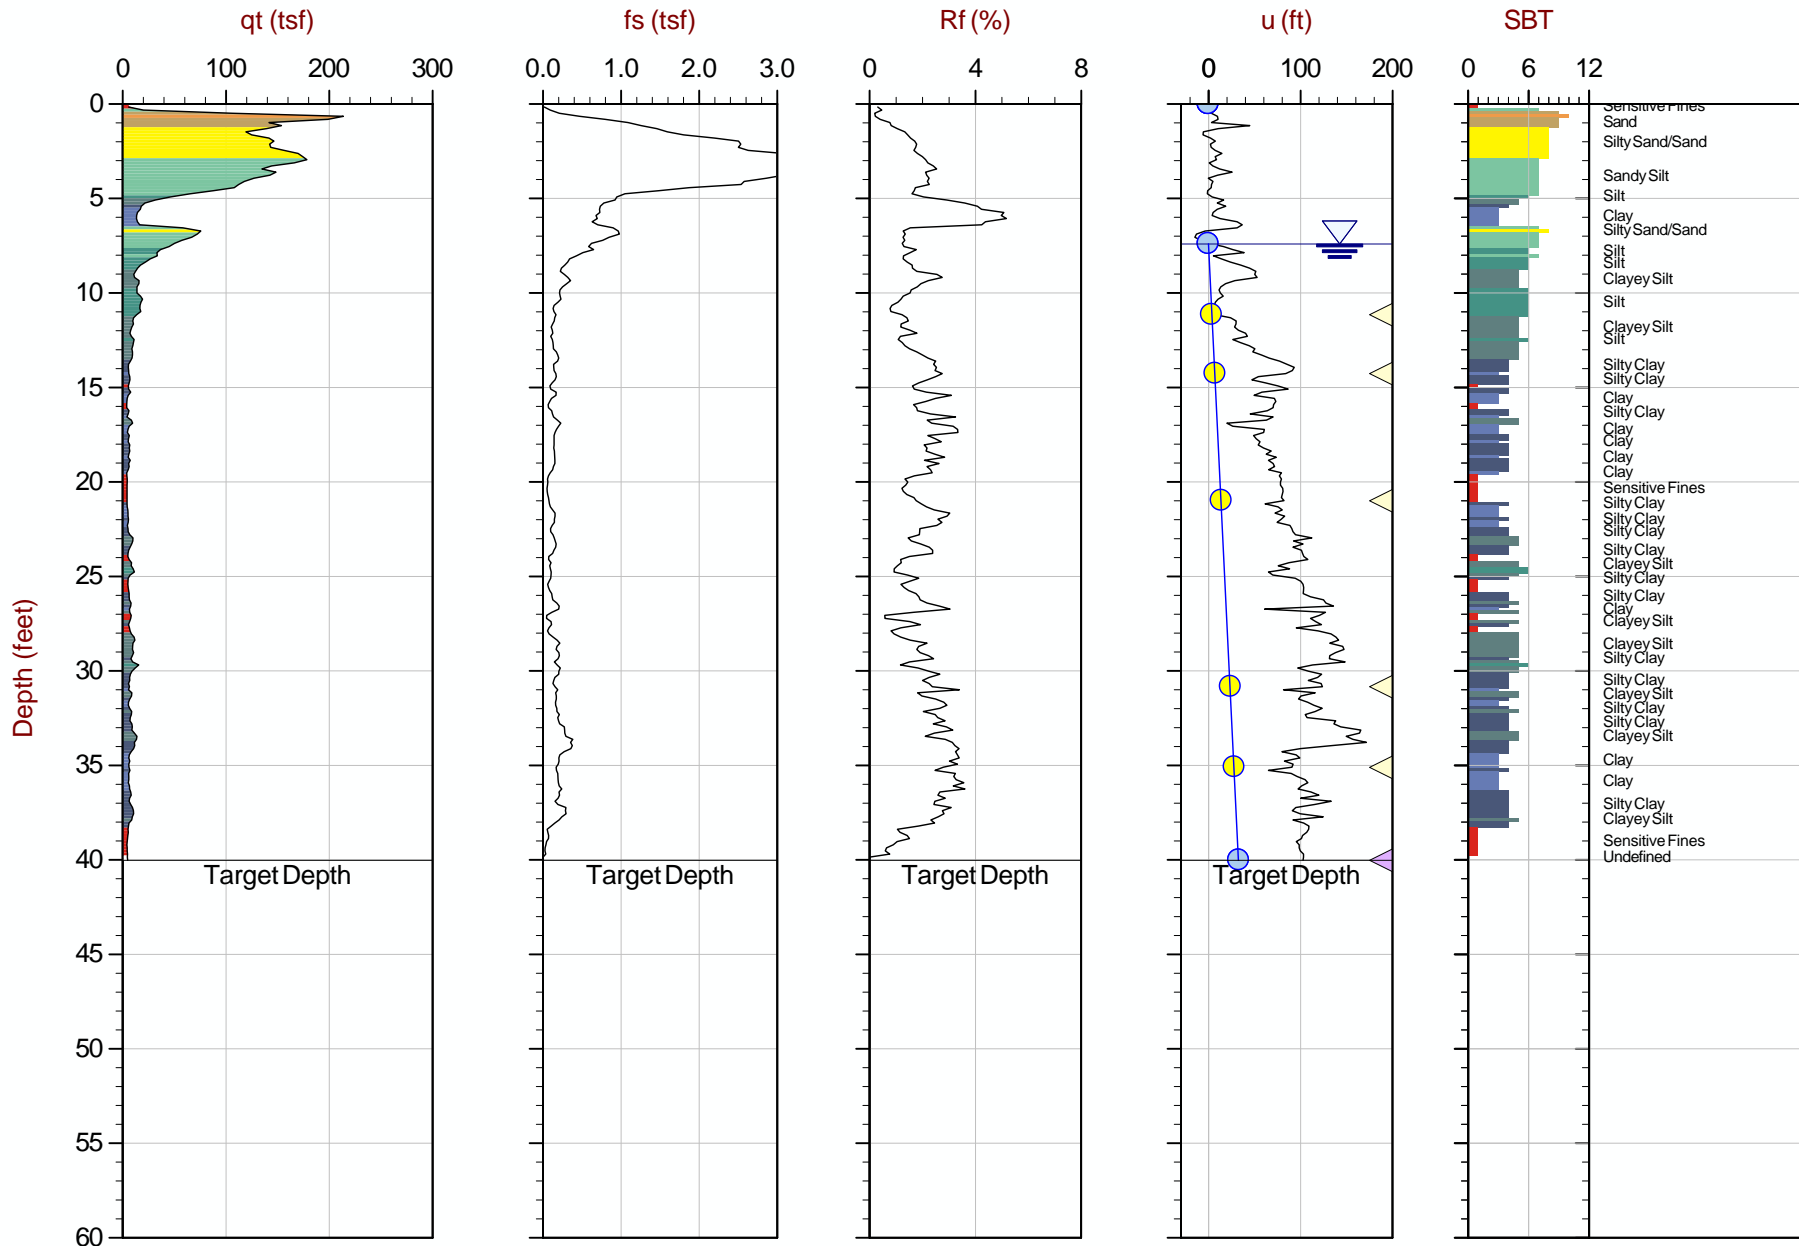 qt (tsf)
fs (tsf)
Rf (%)
u (ft)
SBT
0 100 200 300
0.0 1.0 2.0 3.0
0 4 8
0 100 200
0 6 12
Depth (feet)
0
5
10
15
20
25
30
35
40
45
50
55
60
Target Depth
Target Depth
Target Depth
Target Depth
Sensitive Fines
Sand
Silty Sand/Sand
Sandy Silt
Silt
Clay
Silty Sand/Sand
Silt
Silt
Clayey Silt
Silt
Clayey Silt
Silt
Silty Clay
Silty Clay
Clay
Silty Clay
Clay
Clay
Clay
Clay
Sensitive Fines
Silty Clay
Silty Clay
Silty Clay
Silty Clay
Clayey Silt
Silty Clay
Silty Clay
Clay
Clayey Silt
Clayey Silt
Silty Clay
Silty Clay
Clayey Silt
Silty Clay
Silty Clay
Clayey Silt
Clay
Clay
Silty Clay
Clayey Silt
Sensitive Fines
Undefined